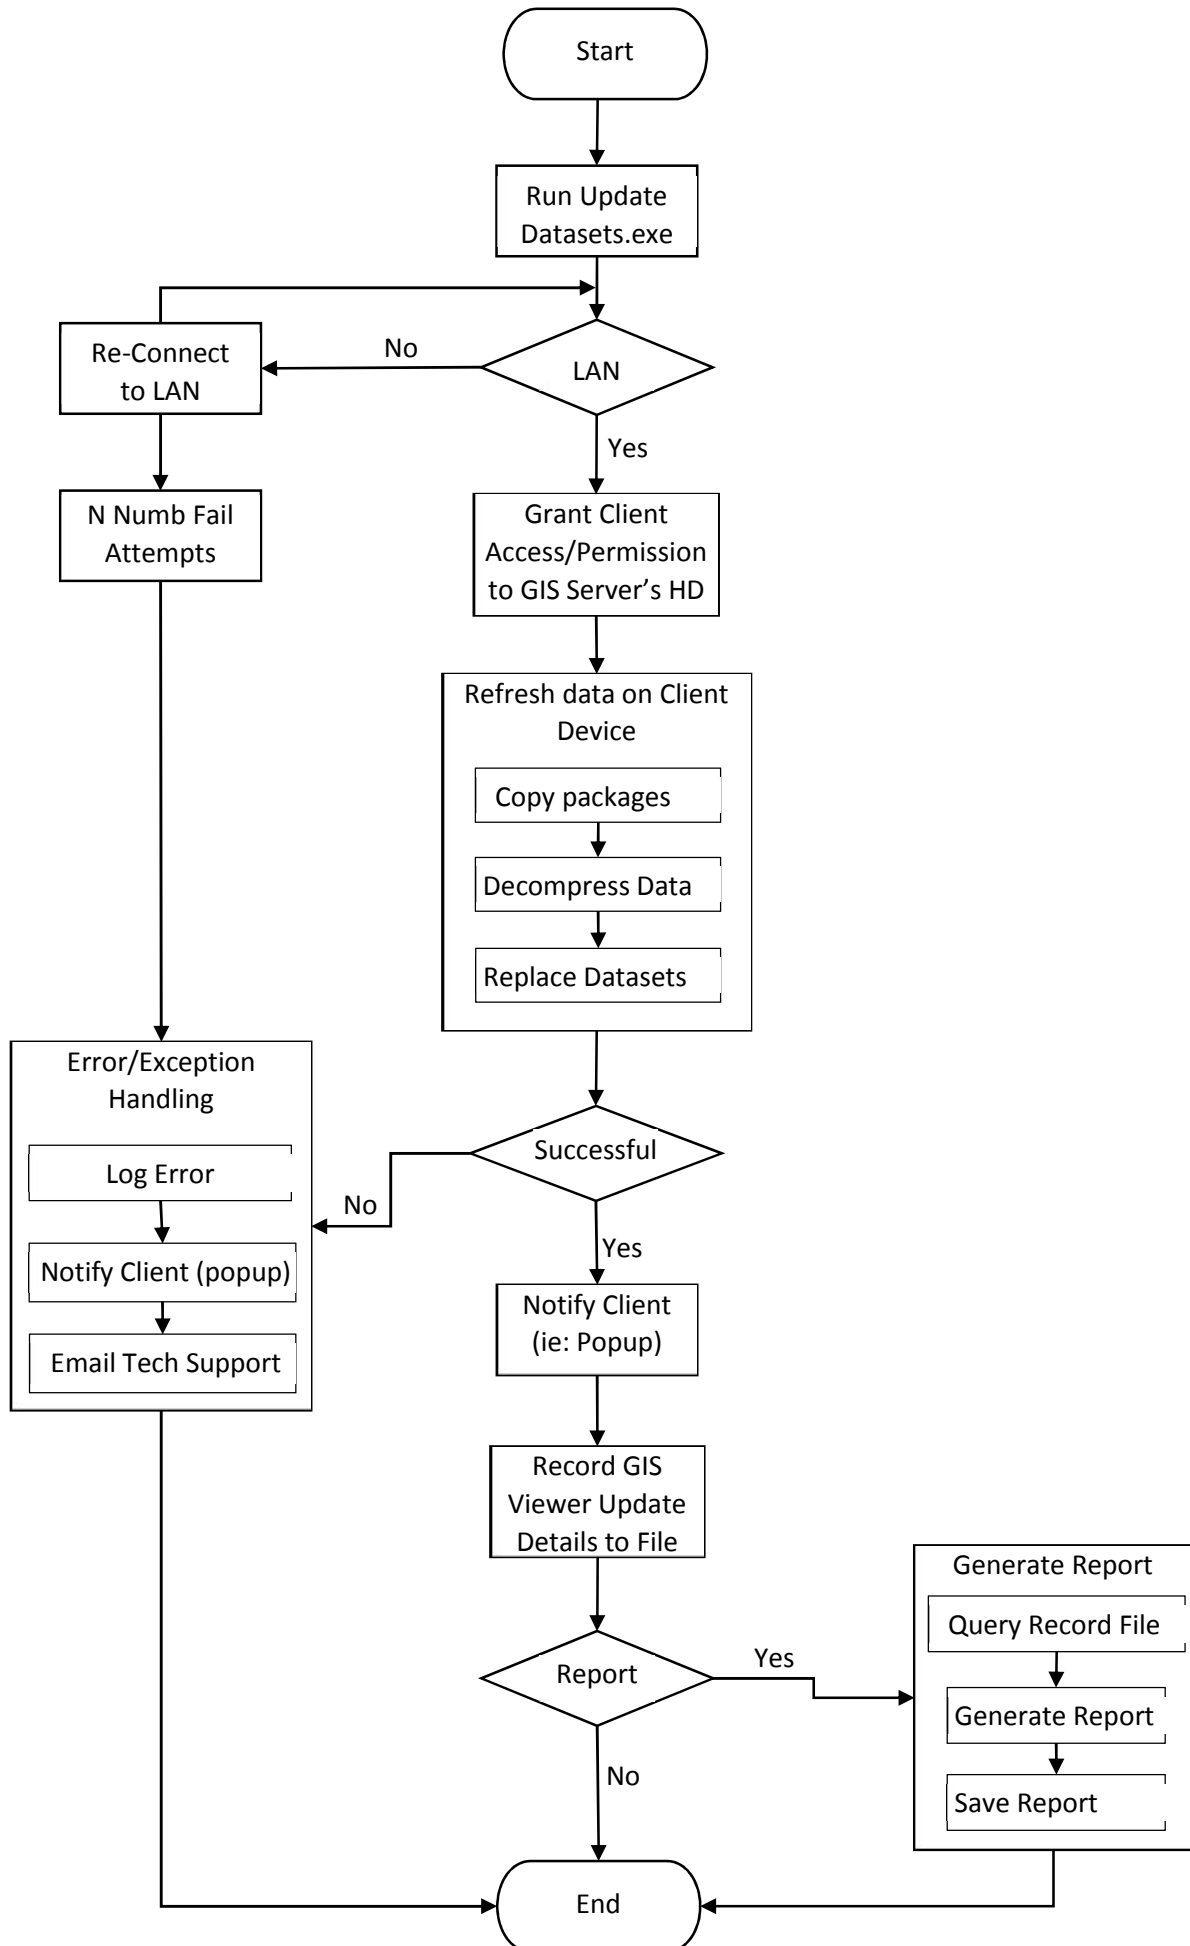 Start
Run Update
Datasets.exe
No
Re-Connect
to LAN
LAN
Yes
N Numb Fail
Attempts
Grant Client
Access/Permission
to GIS Server’s HD
Refresh data on Client
Device
Copy packages
Decompress Data
Replace Datasets
Error/Exception
Handling
Log Error
Notify Client (popup)
Email Tech Support
Successful
No
Yes
Notify Client
(ie: Popup)
Record GIS
Viewer Update
Details to File
Report
Yes
No
Generate Report
Query Record File
Generate Report
Save Report
End